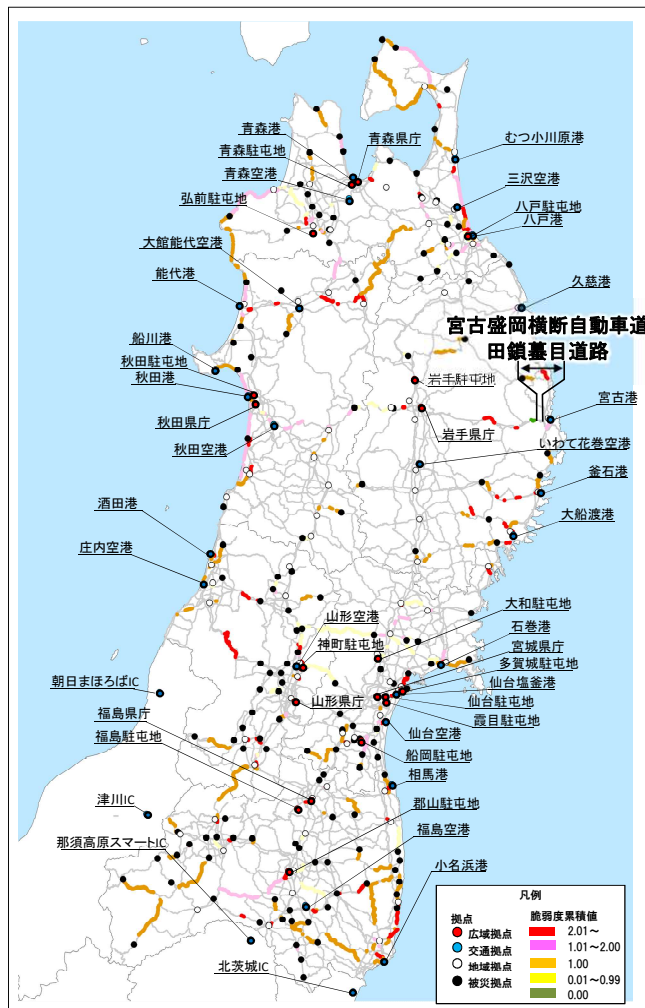 青森港
青森駐屯地
青森県庁
青森空港
弘前駐屯地
むつ小川原港
三沢空港
八戸駐屯地
八戸港
大館能代空港
能代港
久慈港
宮古盛岡横断自動車道
田鎖蟇目道路
船川港
秋田駐屯地
秋田港
秋田県庁
秋田空港
岩手駐屯地
岩手県庁
宮古港
いわて花巻空港
釜石港
大船渡港
酒田港
庄内空港
大和駐屯地
山形空港
石巻港
神町駐屯地
宮城県庁
多賀城駐屯地
朝日まほろばIC
仙台塩釜港
山形県庁
仙台駐屯地
福島県庁
霞目駐屯地
福島駐屯地
仙台空港
船岡駐屯地
相馬港
津川IC
郡山駐屯地
那須高原スマートIC
福島空港
小名浜港
北茨城IC
凡例
拠点
広域拠点
交通拠点
地域拠点
被災拠点
脆弱度累積値
2.01~
1.01~2.00
1.00
0.01~0.99
0.00